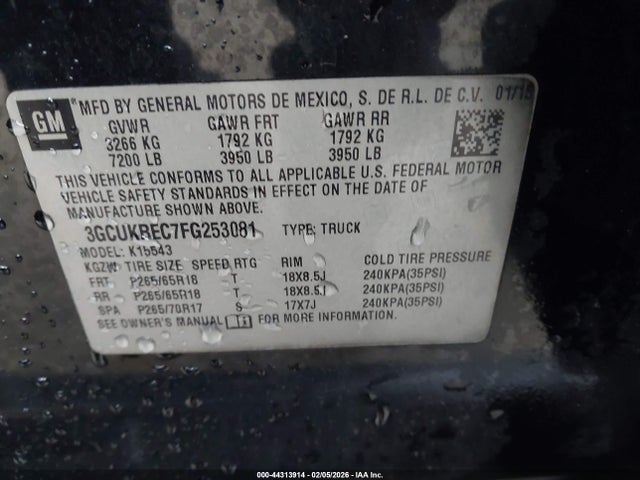 GM
MFD BY GENERAL MOTORS DE MEXICO, S. DE R.L. DE C.V. 01/15
GVWR GAWR FRT GAWR RR
3266 KG 1792 KG 1792 KG
7200 LB 3950 LB 3950 LB
THIS VEHICLE CONFORMS TO ALL APPLICABLE U.S. FEDERAL MOTOR
VEHICLE SAFETY STANDARDS IN EFFECT ON THE DATE OF
MANUFACTURE SHOWN ABOVE.
3GCUKREC7FG253081 TYPE: TRUCK
MODEL: K15543
KGZW TIRE SIZE SPEED RTG RIM COLD TIRE PRESSURE
FRT P265/65R18 T 18X8.5J 240KPA(35PSI)
RR P265/65R18 T 18X8.5J 240KPA(35PSI)
SPA P265/70R17 S 17X7J 240KPA(35PSI)
SEE OWNER'S MANUAL FOR MORE INFORMATION.
000-44313914 - 02/05/2026 - IAA Inc.